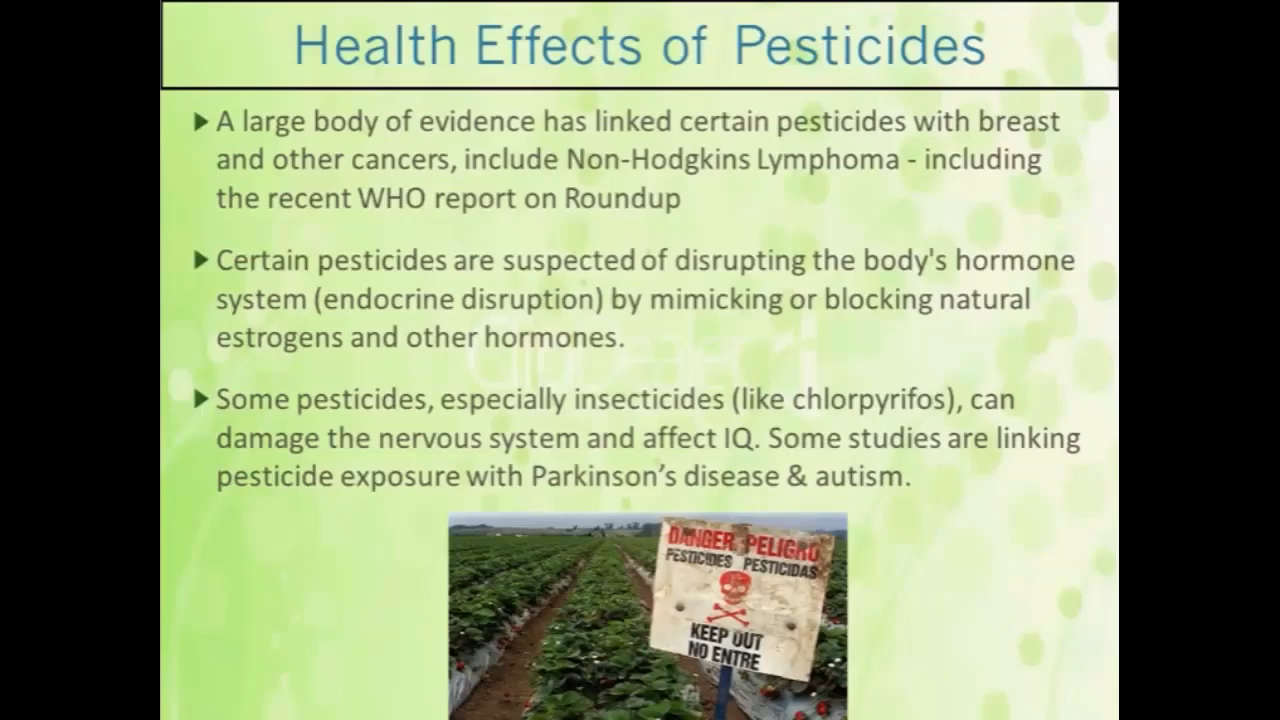 Health Effects of Pesticides
A large body of evidence has linked certain pesticides with breast
and other cancers, include Non-Hodgkins Lymphoma - including
the recent WHO report on Roundup
Certain pesticides are suspected of disrupting the body's hormone
system (endocrine disruption) by mimicking or blocking natural
estrogens and other hormones.
Some pesticides, especially insecticides (like chlorpyrifos), can
damage the nervous system and affect IQ. Some studies are linking
pesticide exposure with Parkinson’s disease & autism.
DANGER PELIGRO
PESTICIDES PESTICIDAS
KEEP OUT
NO ENTRE